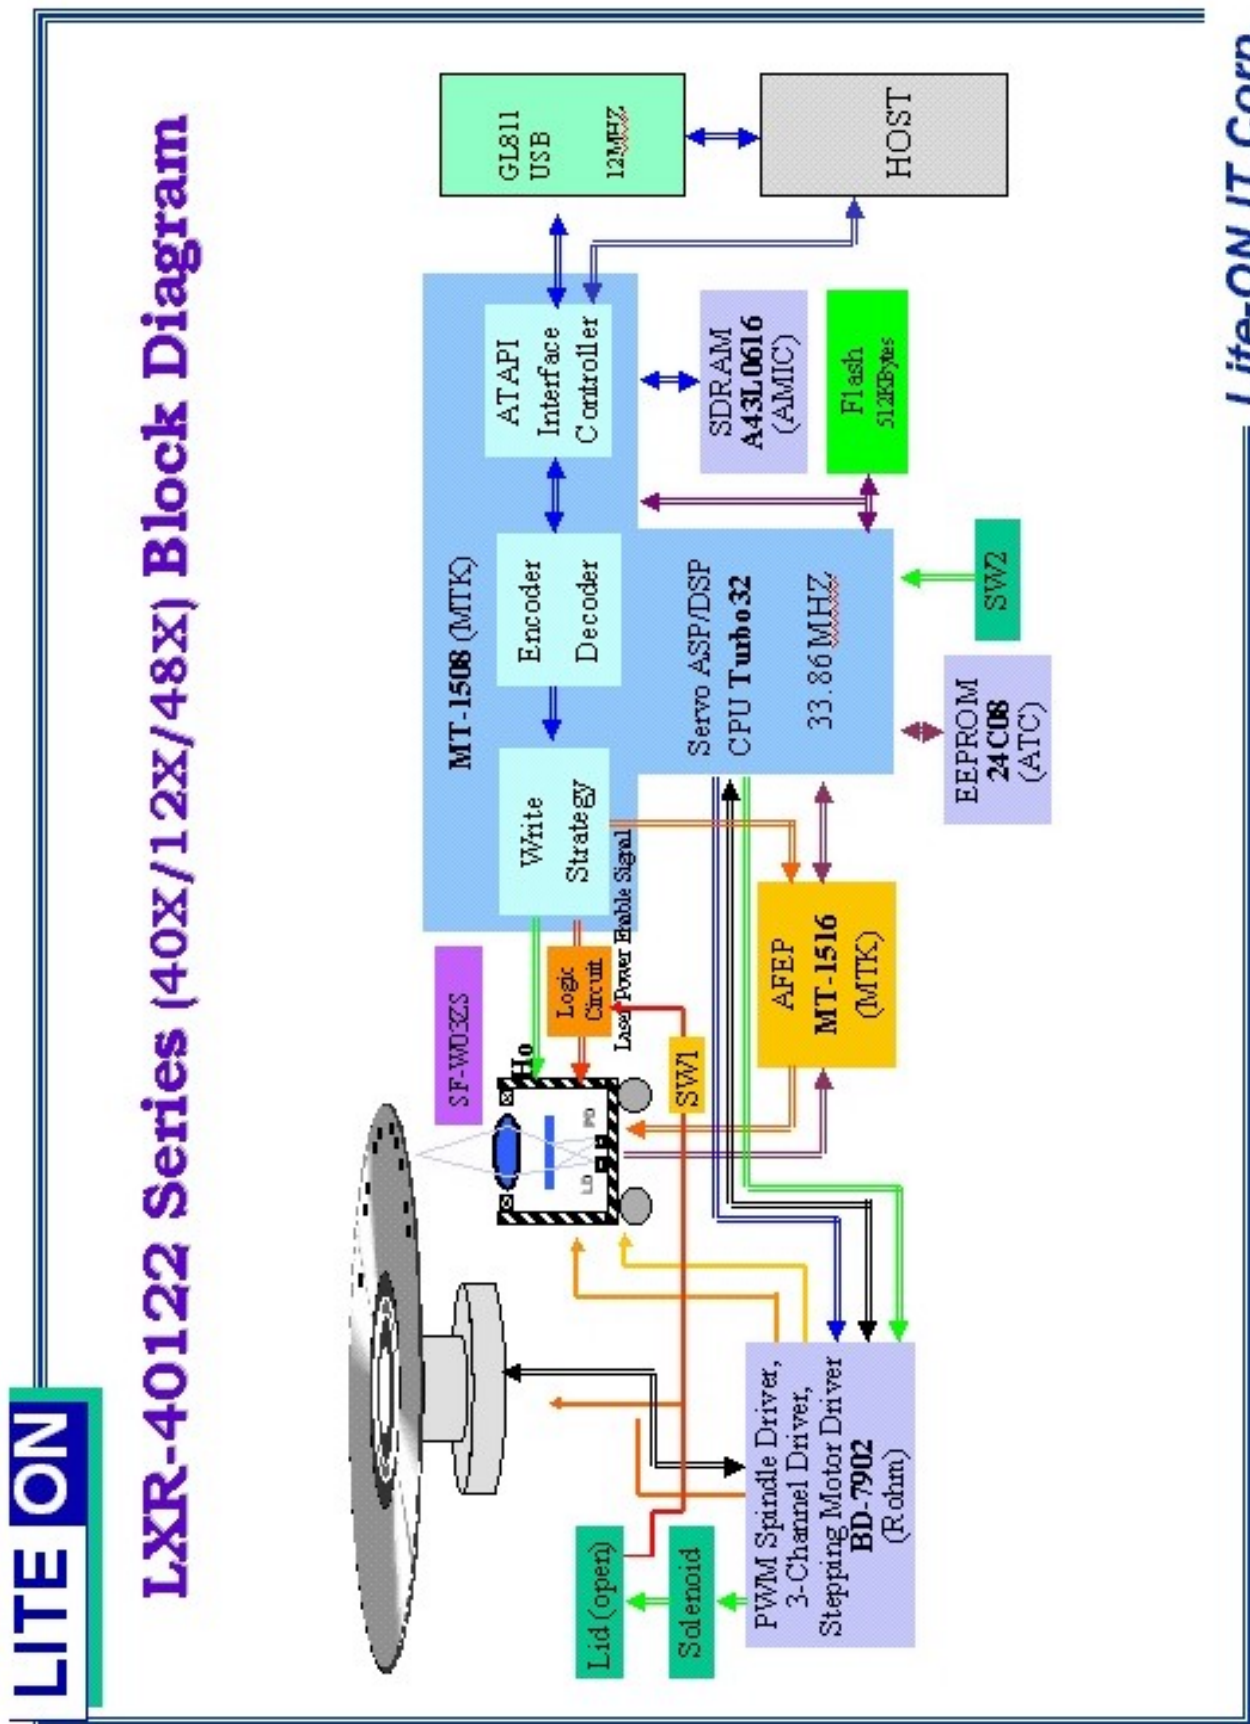 LITE ON
LXR-40122 Series (40X/12X/48X) Block Diagram
SF-W03ZS
MT-1508 (MTK)
Write
Strategy
Encoder
Decoder
ATAPI
Interface
Controller
GL811
USB
12MHZ
HOST
Ho
LD
PD
Logic
Circuit
Laser Power Enable Signal
Servo ASP/DSP
CPU Turbo32
33.86MHZ
SDRAM
A43L0616
(AMIC)
Flash
512KBytes
Lid (open)
Solenoid
SW1
AFEP
MT-1516
(MTK)
PWM Spindle Driver,
3-Channel Driver,
Stepping Motor Driver
BD-7902
(Rohm)
EEPROM
24C08
(ATC)
SW2
Lite-ON IT Corp